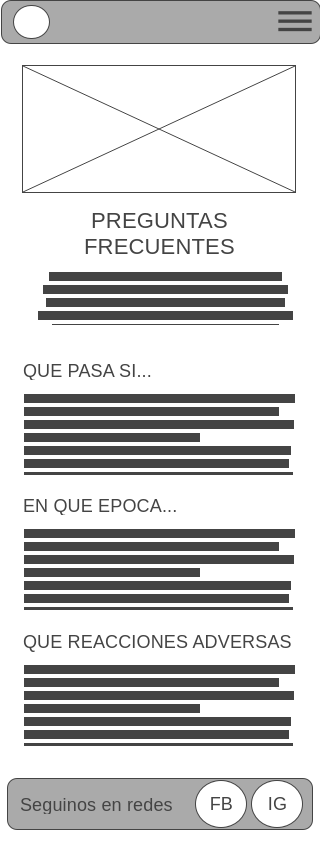 PREGUNTAS
FRECUENTES
QUE PASA SI...
EN QUE EPOCA...
QUE REACCIONES ADVERSAS
Seguinos en redes
FB
IG